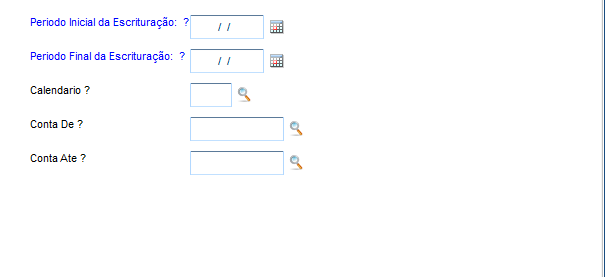 Periodo Inicial da Escrituração: ? / /
Periodo Final da Escrituração: ? / /
Calendario ?
Conta De ?
Conta Ate ?